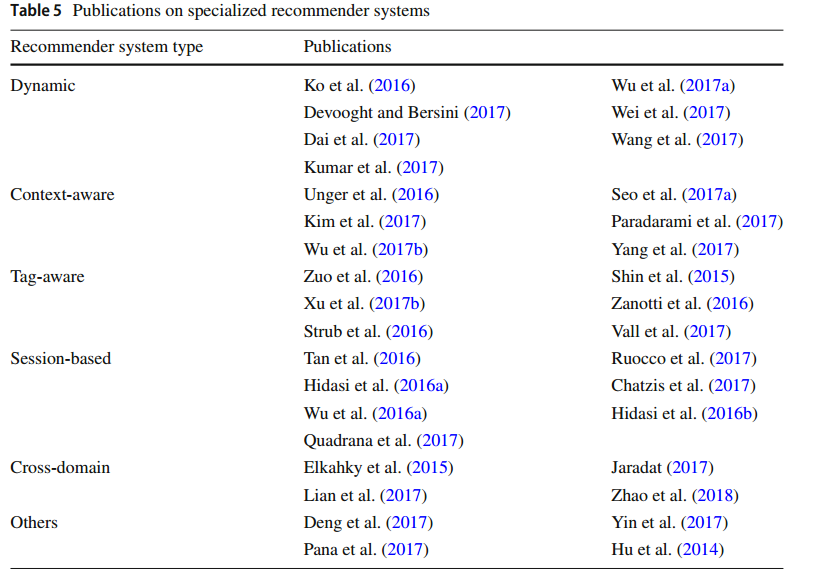 Table 5 Publications on specialized recommender systems
Recommender system type Publications
Dynamic Ko et al. (2016) Wu et al. (2017a)
Devooght and Bersini (2017) Wei et al. (2017)
Dai et al. (2017) Wang et al. (2017)
Kumar et al. (2017)
Context-aware Unger et al. (2016) Seo et al. (2017a)
Kim et al. (2017) Paradarami et al. (2017)
Wu et al. (2017b) Yang et al. (2017)
Tag-aware Zuo et al. (2016) Shin et al. (2015)
Xu et al. (2017b) Zanotti et al. (2016)
Strub et al. (2016) Vall et al. (2017)
Session-based Tan et al. (2016) Ruocco et al. (2017)
Hidasi et al. (2016a) Chatzis et al. (2017)
Wu et al. (2016a) Hidasi et al. (2016b)
Quadrana et al. (2017)
Cross-domain Elkahky et al. (2015) Jaradat (2017)
Lian et al. (2017) Zhao et al. (2018)
Others Deng et al. (2017) Yin et al. (2017)
Pana et al. (2017) Hu et al. (2014)